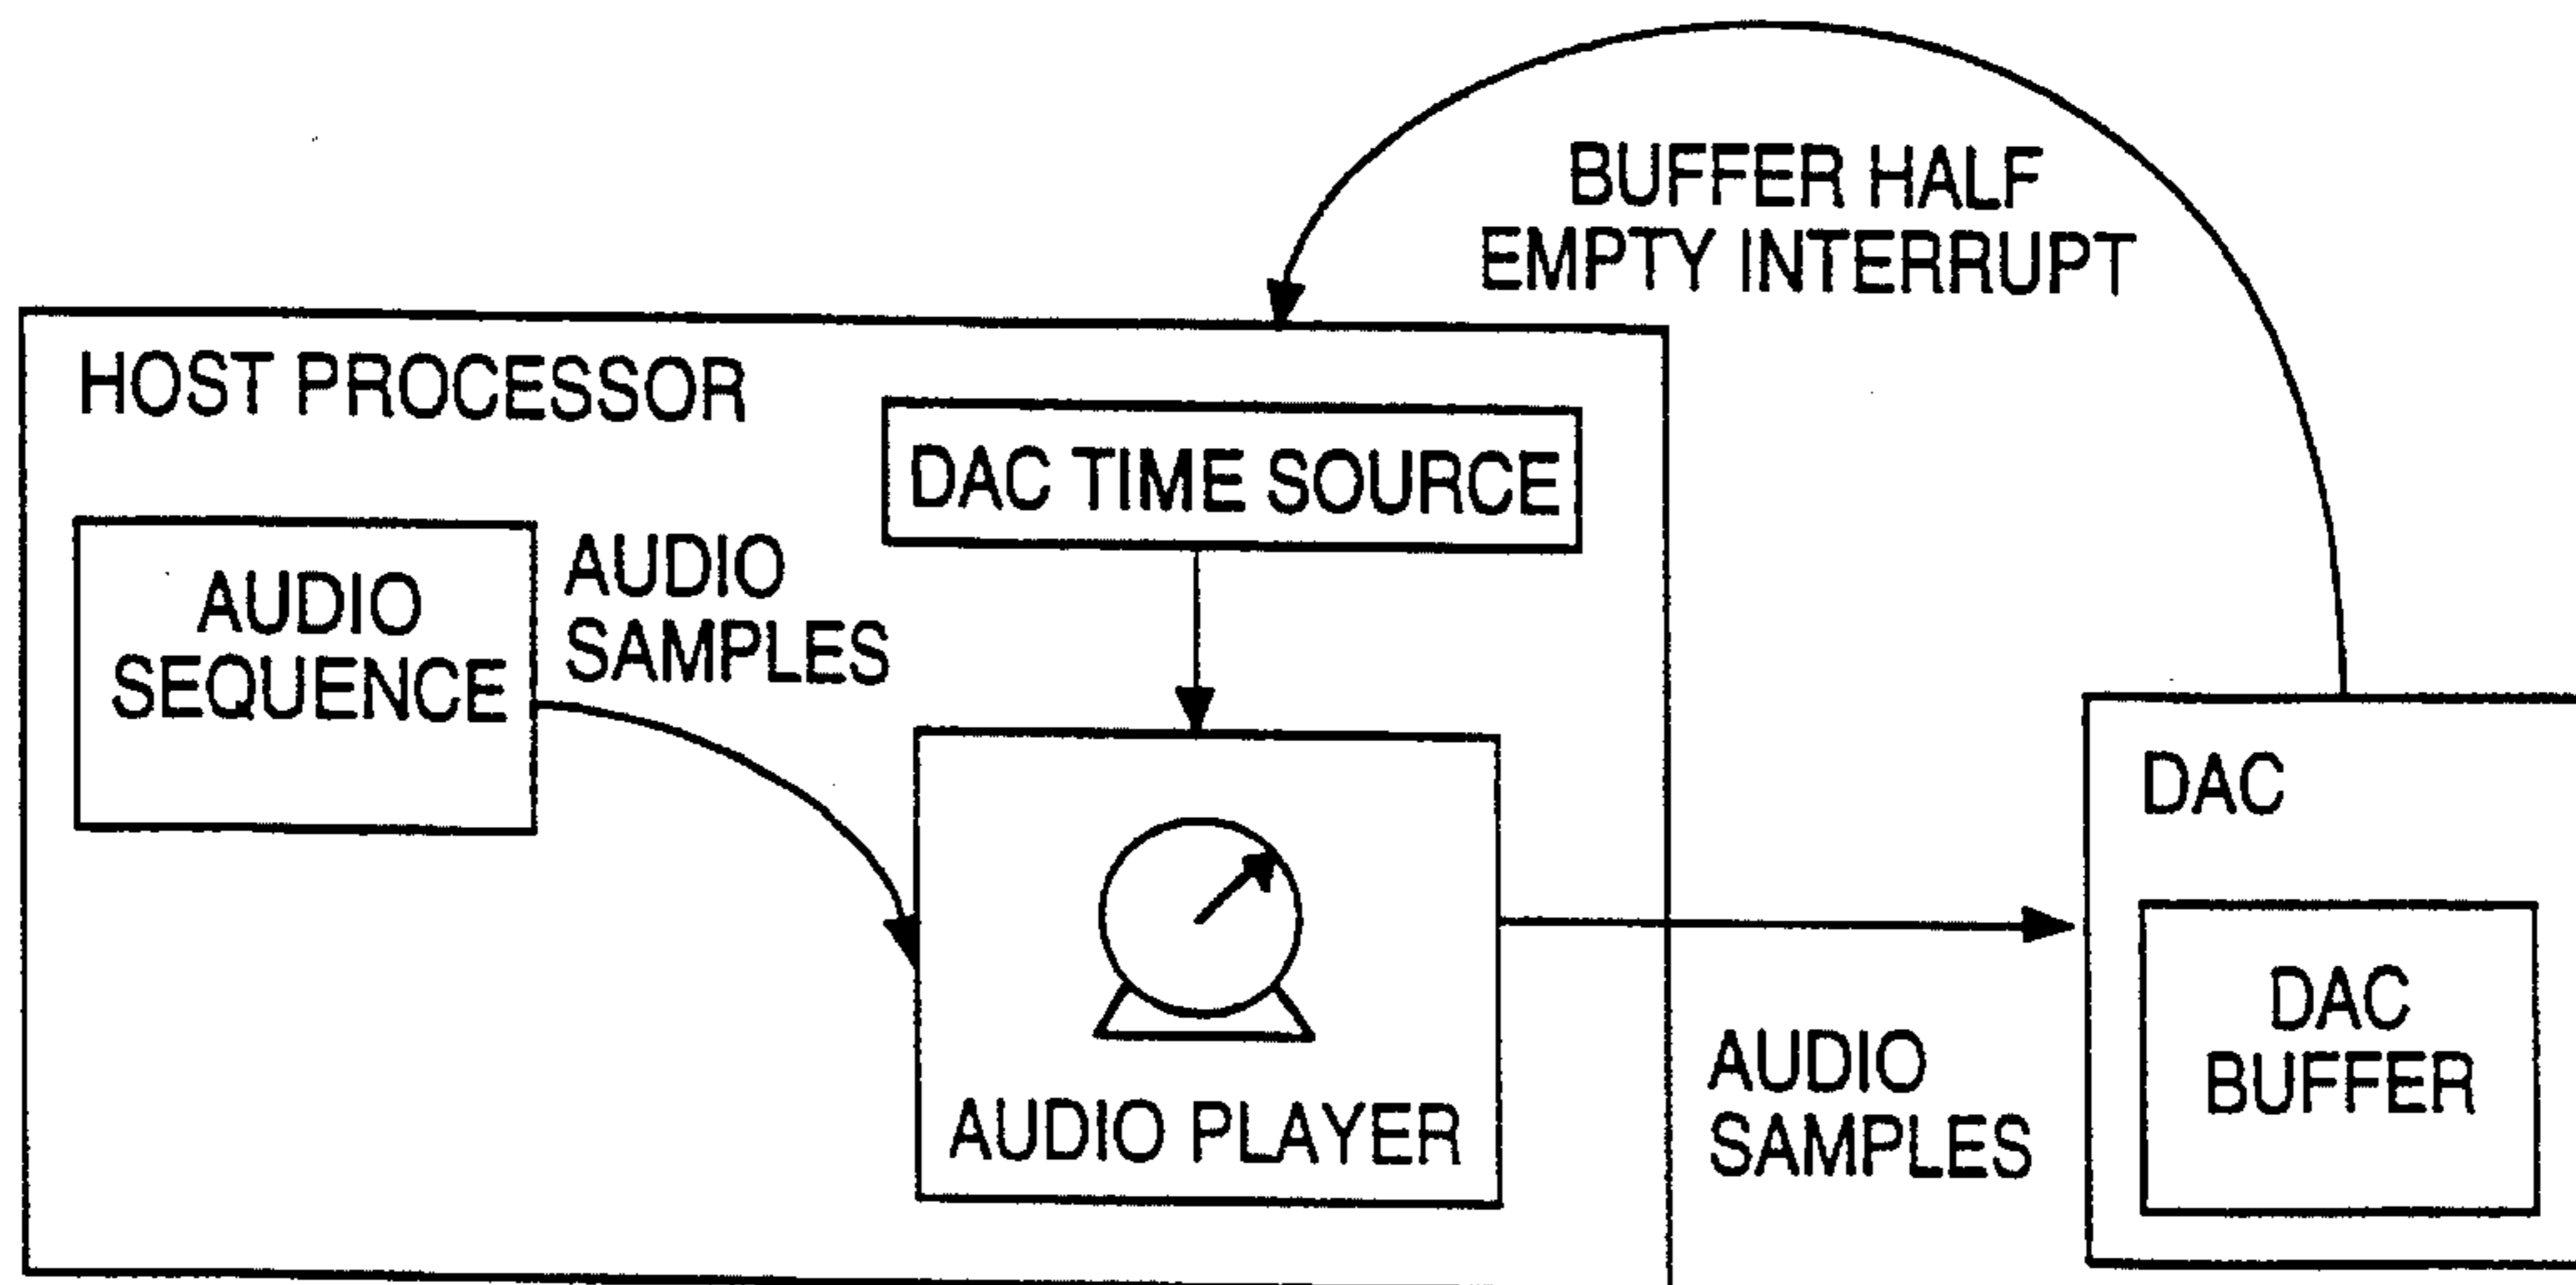 BUFFER HALF
EMPTY INTERRUPT
HOST PROCESSOR
DAC TIME SOURCE
AUDIO
SEQUENCE
AUDIO
SAMPLES
AUDIO PLAYER
AUDIO
SAMPLES
DAC
DAC
BUFFER